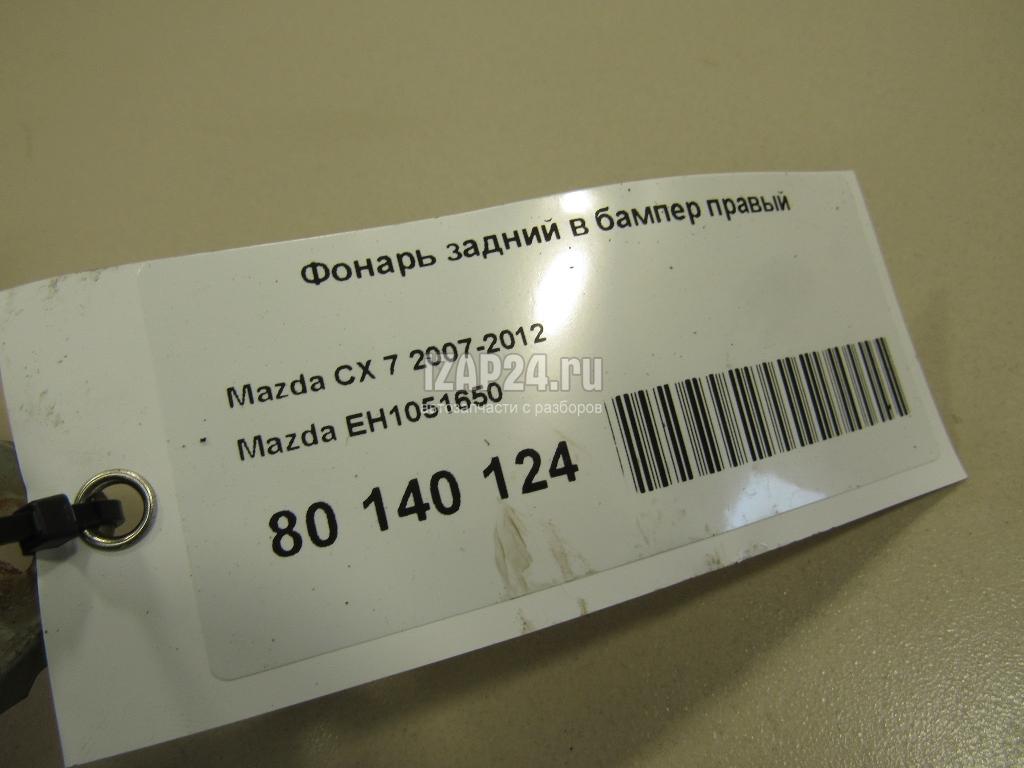 Фонарь задний в бампер правый
Mazda CX 7 2007-2012
1ZAP24.ru
Mazda EH1051650
автозапчасти с разборов
80 140 124